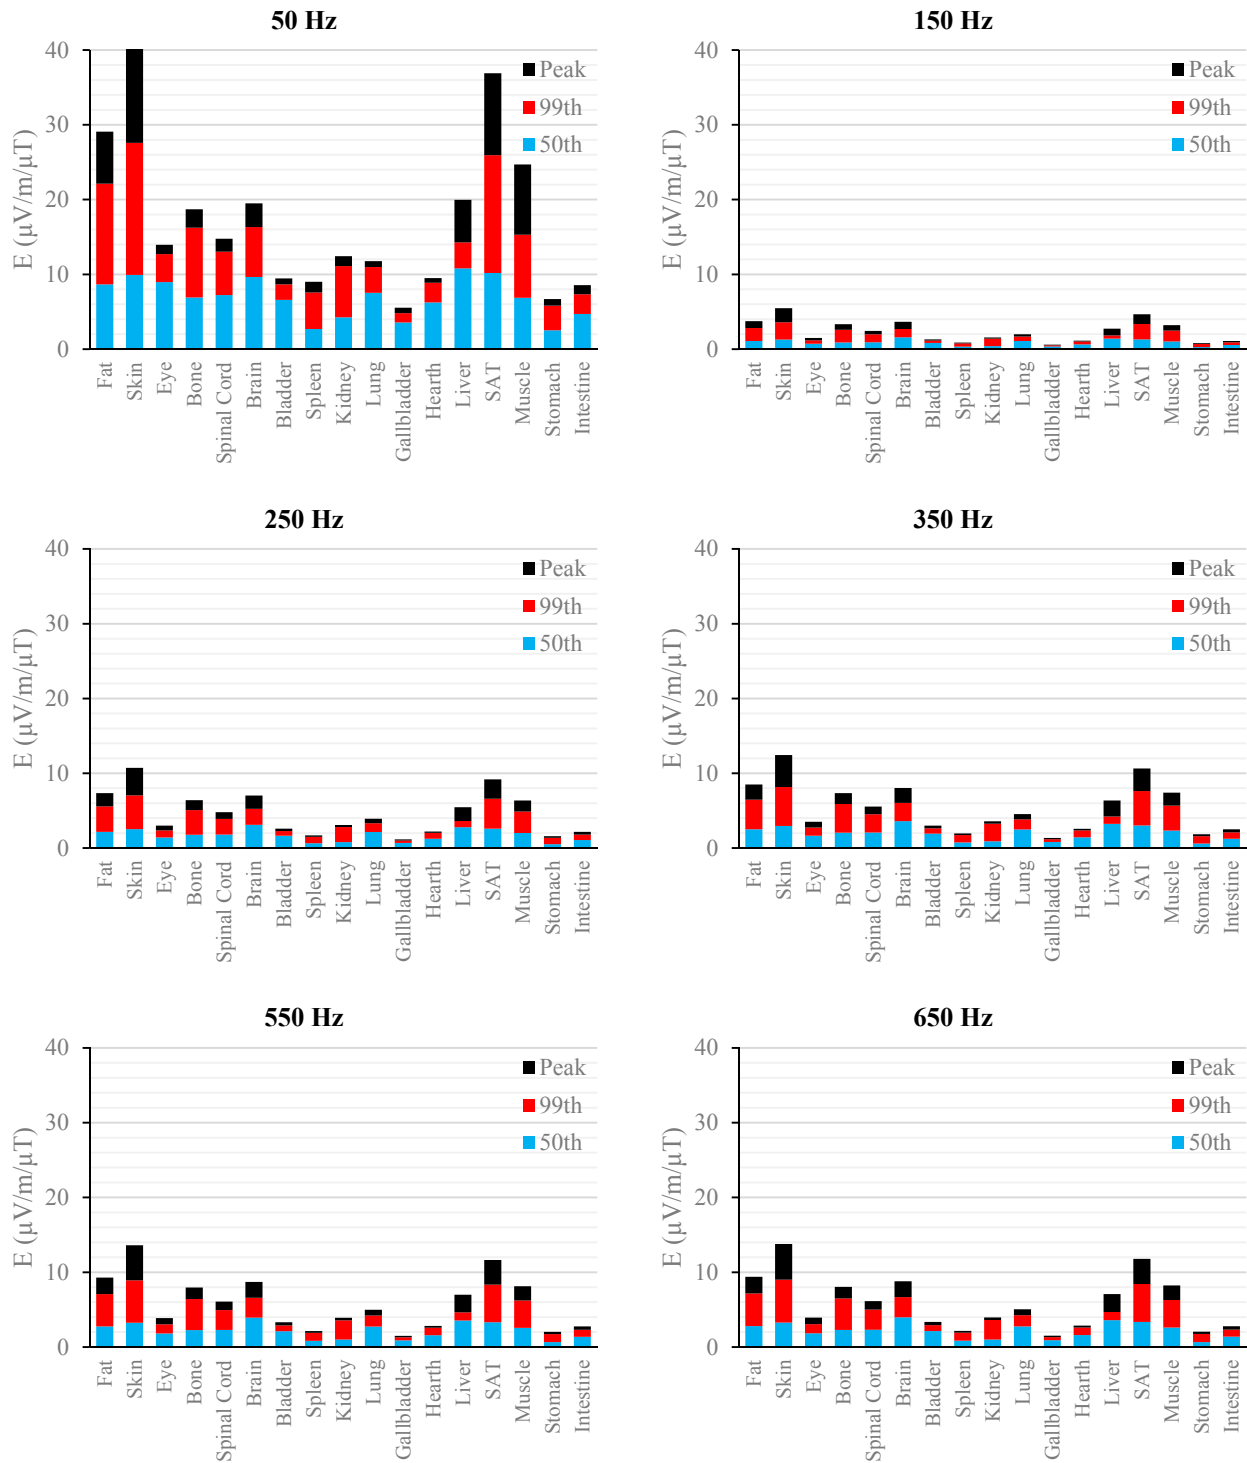 50 Hz
E (µV/m/µT)
40
30
20
10
0
Peak
99th
50th
Fat
Skin
Eye
Bone
Spinal Cord
Brain
Bladder
Spleen
Kidney
Lung
Gallbladder
Hearth
Liver
SAT
Muscle
Stomach
Intestine
150 Hz
E (µV/m/µT)
40
30
20
10
0
Peak
99th
50th
Fat
Skin
Eye
Bone
Spinal Cord
Brain
Bladder
Spleen
Kidney
Lung
Gallbladder
Hearth
Liver
SAT
Muscle
Stomach
Intestine
250 Hz
E (µV/m/µT)
40
30
20
10
0
Peak
99th
50th
Fat
Skin
Eye
Bone
Spinal Cord
Brain
Bladder
Spleen
Kidney
Lung
Gallbladder
Hearth
Liver
SAT
Muscle
Stomach
Intestine
350 Hz
E (µV/m/µT)
40
30
20
10
0
Peak
99th
50th
Fat
Skin
Eye
Bone
Spinal Cord
Brain
Bladder
Spleen
Kidney
Lung
Gallbladder
Hearth
Liver
SAT
Muscle
Stomach
Intestine
550 Hz
E (µV/m/µT)
40
30
20
10
0
Peak
99th
50th
Fat
Skin
Eye
Bone
Spinal Cord
Brain
Bladder
Spleen
Kidney
Lung
Gallbladder
Hearth
Liver
SAT
Muscle
Stomach
Intestine
650 Hz
E (µV/m/µT)
40
30
20
10
0
Peak
99th
50th
Fat
Skin
Eye
Bone
Spinal Cord
Brain
Bladder
Spleen
Kidney
Lung
Gallbladder
Hearth
Liver
SAT
Muscle
Stomach
Intestine